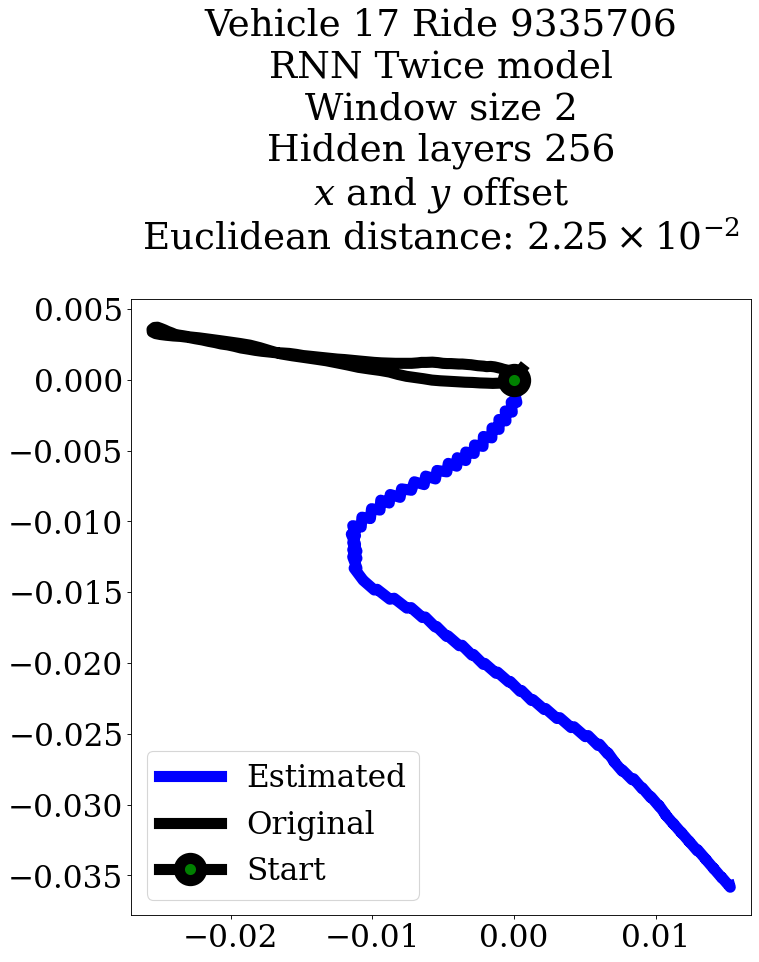 Vehicle 17 Ride 9335706
RNN Twice model
Window size 2
Hidden layers 256
x and y offset
Euclidean distance: 2.25 × 10⁻²
0.005
0.000
−0.005
−0.010
−0.015
−0.020
−0.025
−0.030
−0.035
Estimated
Original
Start
−0.02 −0.01 0.00 0.01